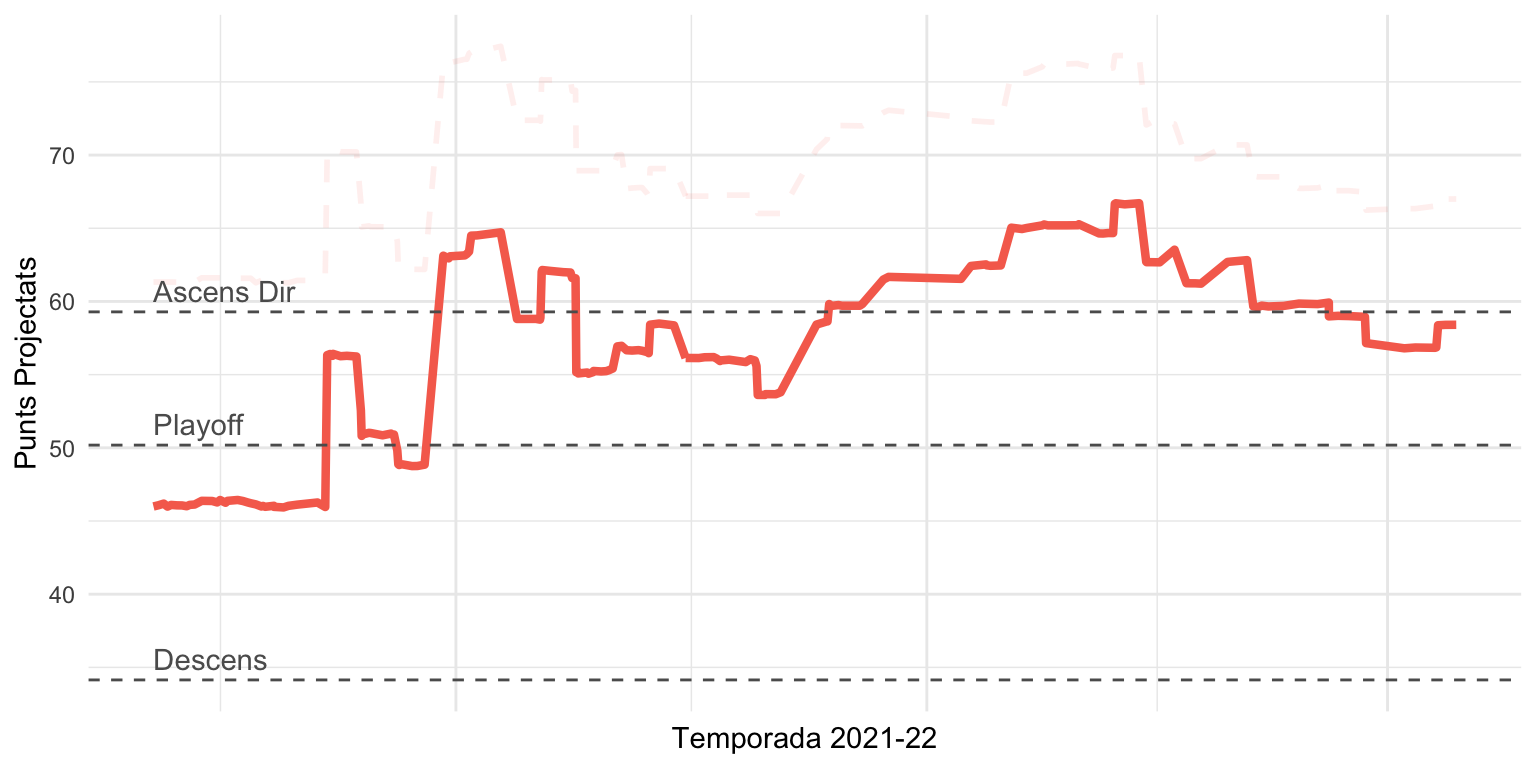 Punts Projectats
70
60
50
40
Ascens Dir
Playoff
Descens
Temporada 2021-22